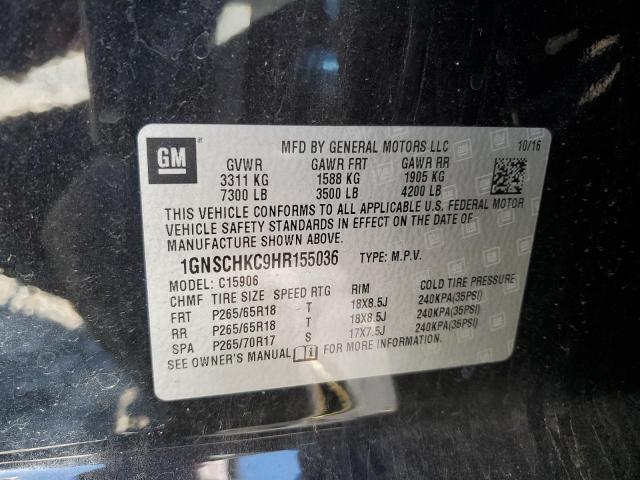 GM
MFD BY GENERAL MOTORS LLC 10/16
GVWR GAWR FRT GAWR RR
3311 KG 1588 KG 1905 KG
7300 LB 3500 LB 4200 LB
THIS VEHICLE CONFORMS TO ALL APPLICABLE U.S. FEDERAL MOTOR
VEHICLE SAFETY STANDARDS IN EFFECT ON THE DATE OF
MANUFACTURE SHOWN ABOVE.
1GNSCHKC9HR155036 TYPE: M.P.V.
MODEL: C15906
CHMF TIRE SIZE SPEED RTG RIM COLD TIRE PRESSURE
FRT P265/65R18 T 18X8.5J 240KPA(35PSI)
RR P265/65R18 T 18X8.5J 240KPA(35PSI)
SPA P265/70R17 S 17X7.5J 240KPA(35PSI)
SEE OWNER'S MANUAL FOR MORE INFORMATION.